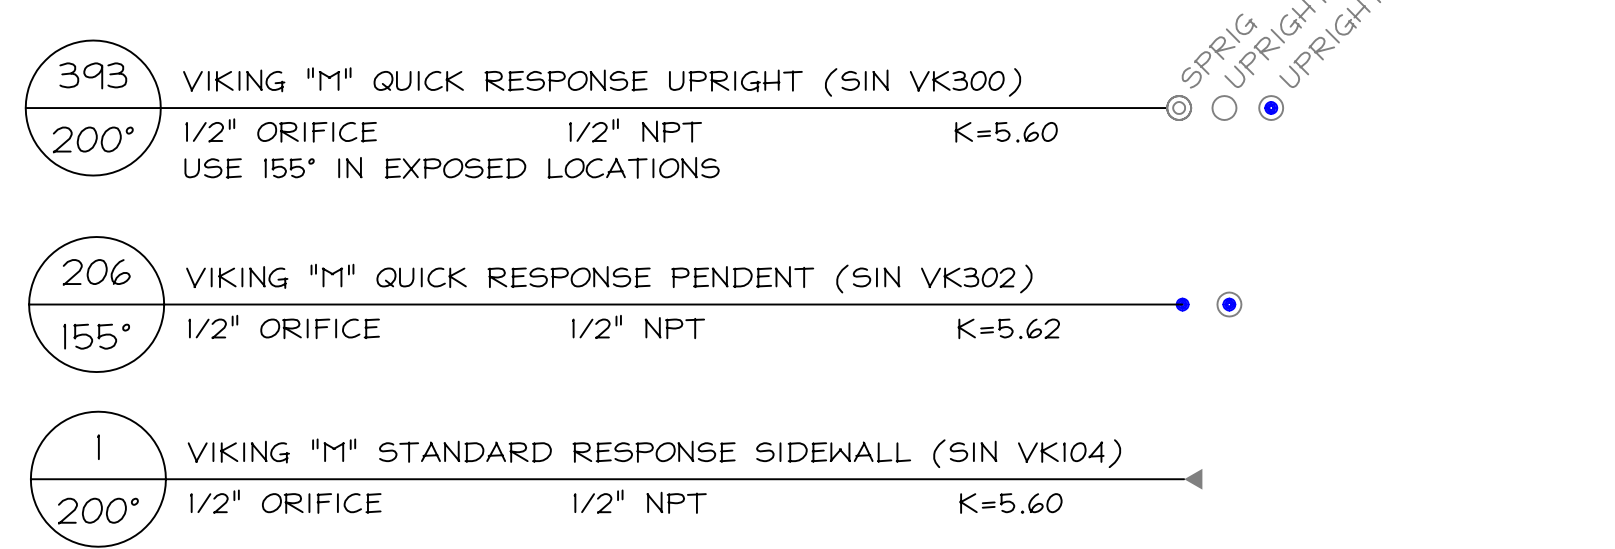 SPRIG
UPRIGHT
UPRIGHT
393
VIKING "M" QUICK RESPONSE UPRIGHT (SIN VK300)
200° 1/2" ORIFICE 1/2" NPT K=5.60
USE 155° IN EXPOSED LOCATIONS
206
VIKING "M" QUICK RESPONSE PENDENT (SIN VK302)
155° 1/2" ORIFICE 1/2" NPT K=5.62
1
VIKING "M" STANDARD RESPONSE SIDEWALL (SIN VK104)
200° 1/2" ORIFICE 1/2" NPT K=5.60